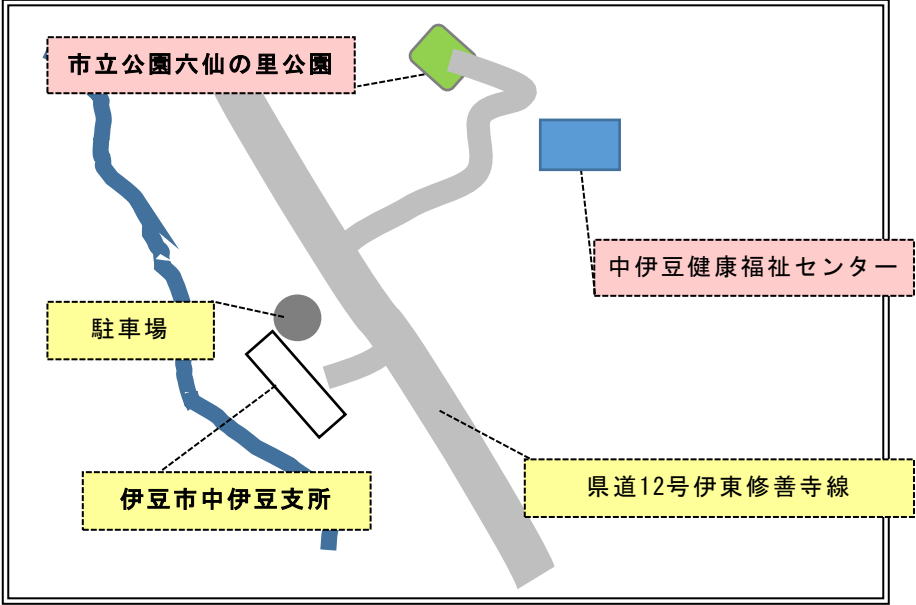 市立公園六仙の里公園
中伊豆健康福祉センター
駐車場
県道12号伊東修善寺線
伊豆市中伊豆支所